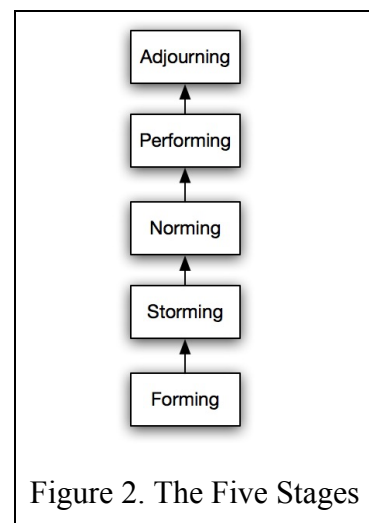 Adjourning
Performing
Norming
Storming
Forming
Figure 2. The Five Stages